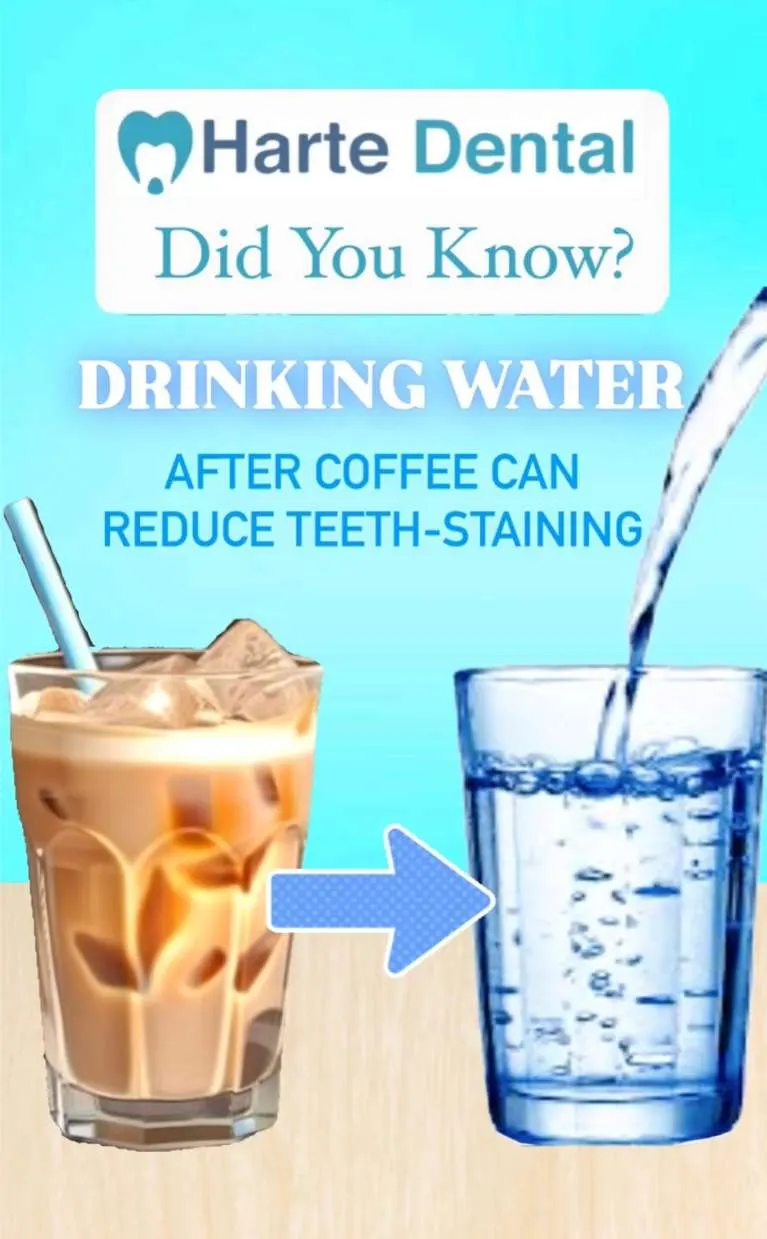 Harte Dental
Did You Know?
DRINKING WATER
AFTER COFFEE CAN
REDUCE TEETH-STAINING